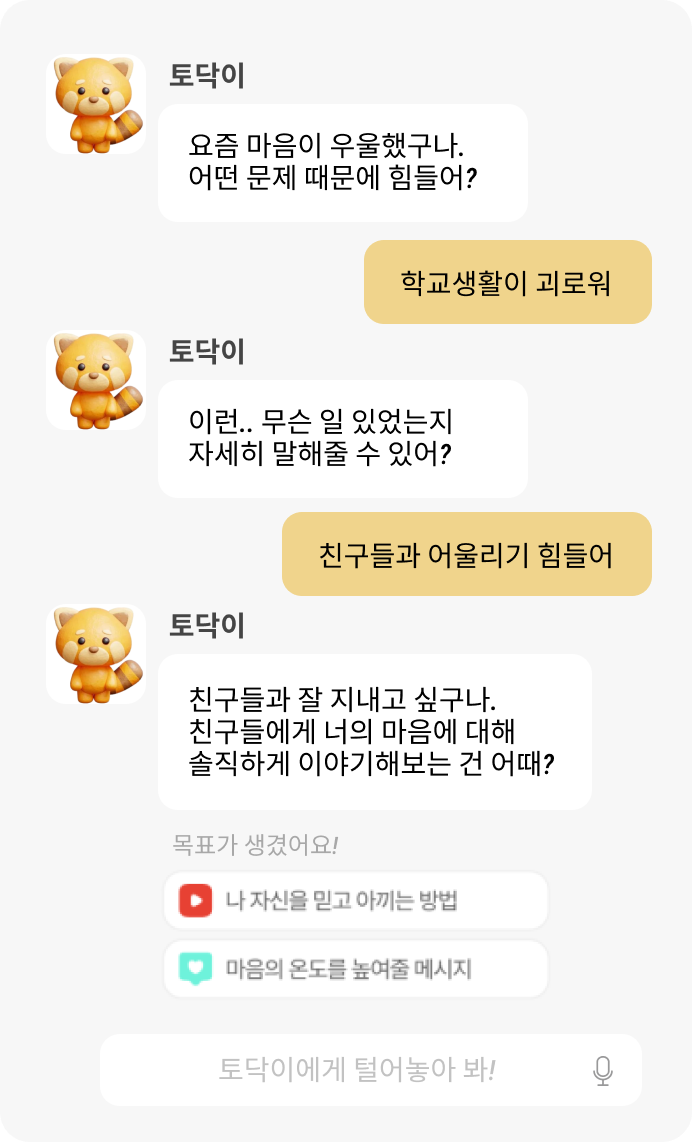 토닥이
요즘 마음이 우울했구나.
어떤 문제 때문에 힘들어?
학교생활이 괴로워
토닥이
이런.. 무슨 일 있었는지
자세히 말해줄 수 있어?
친구들과 어울리기 힘들어
토닥이
친구들과 잘 지내고 싶구나.
친구들에게 너의 마음에 대해
솔직하게 이야기해보는 건 어때?
목표가 생겼어요!
나 자신을 믿고 아끼는 방법
마음의 온도를 높여줄 메시지
토닥이에게 털어놓아 봐!